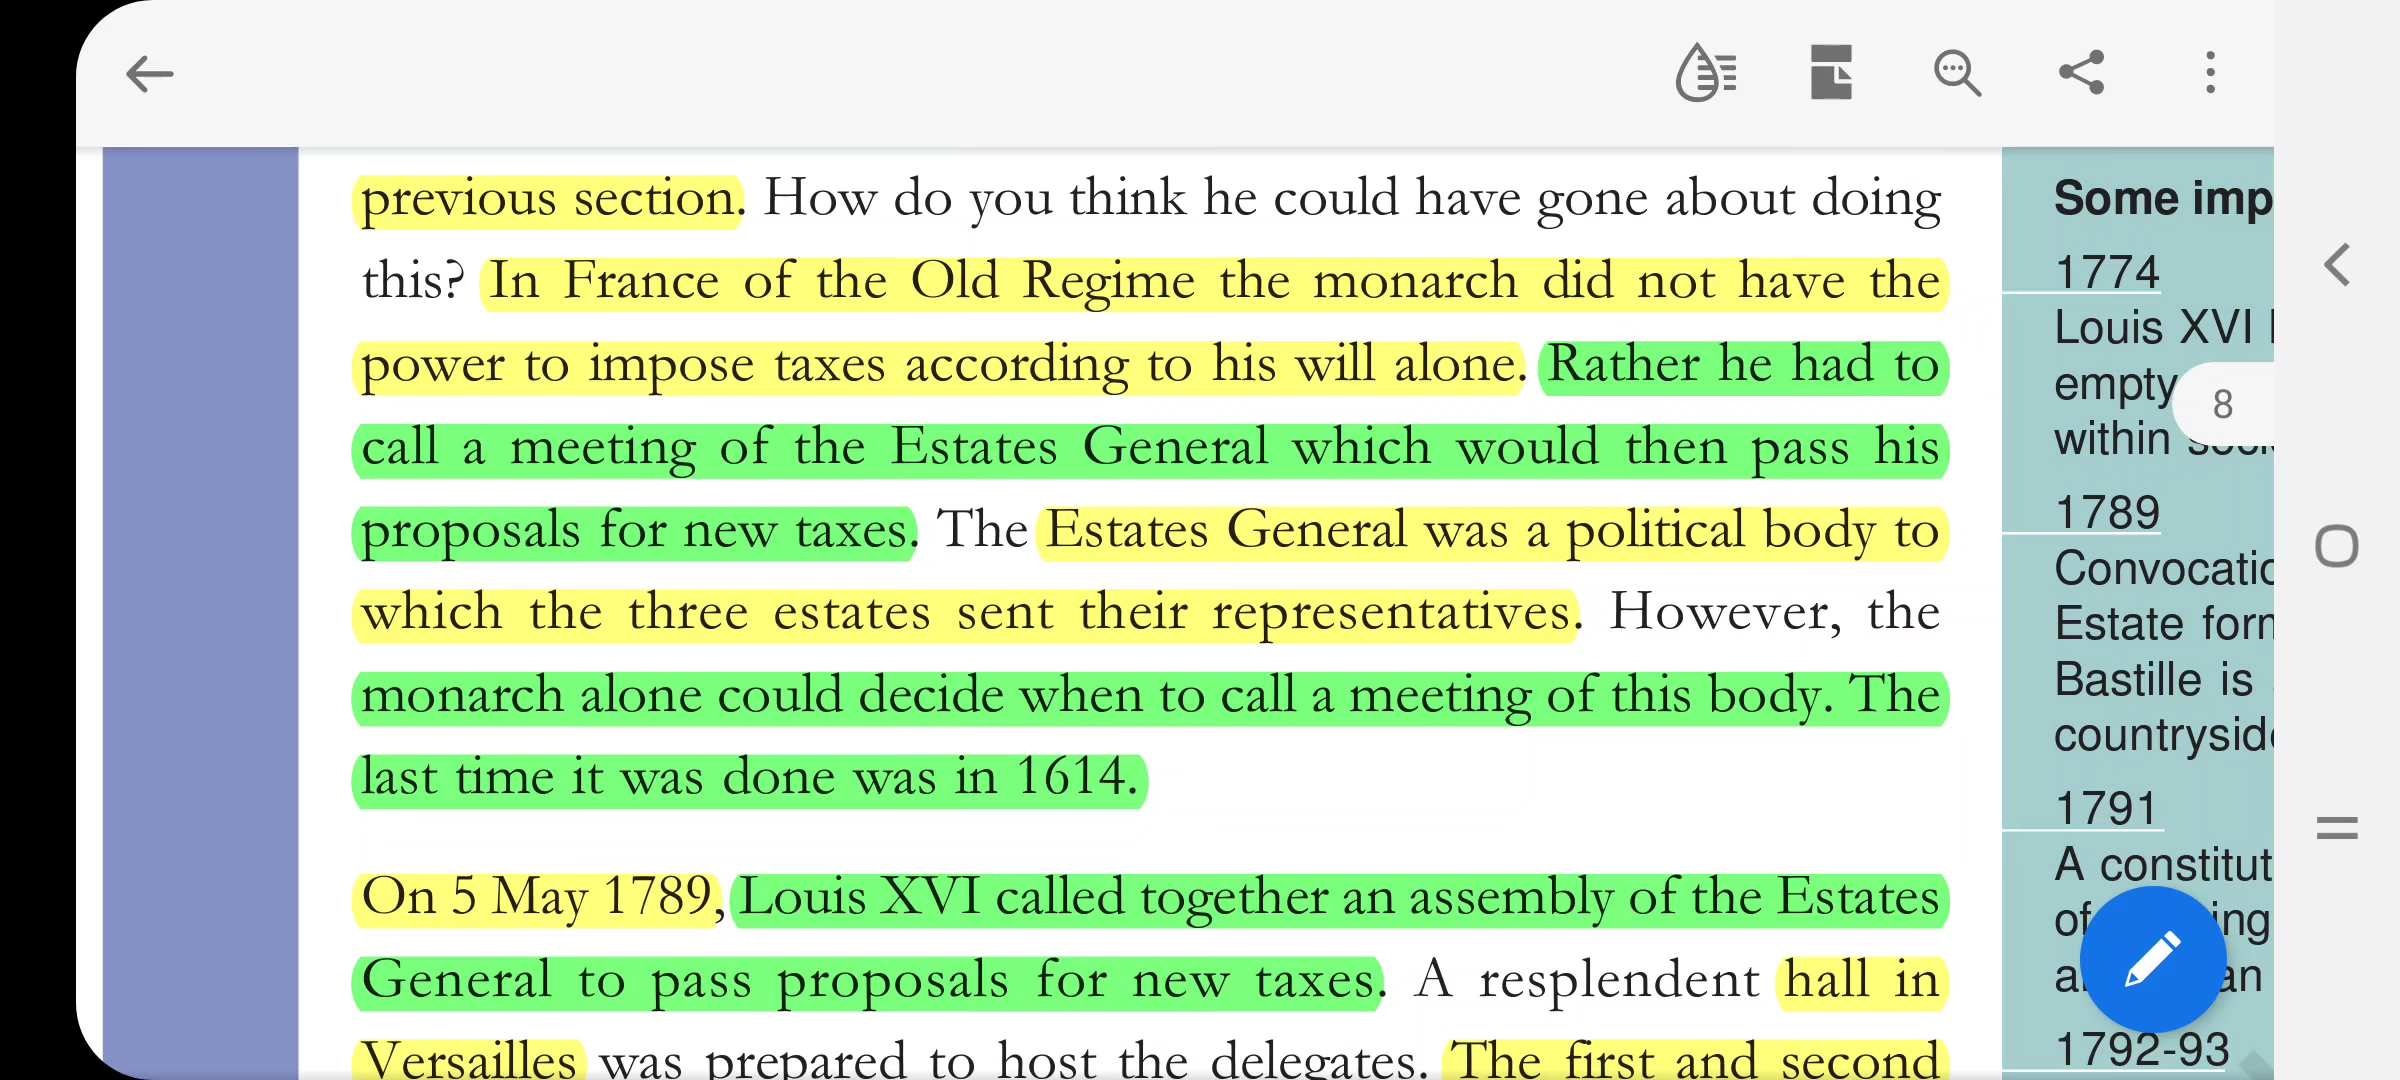 previous section. How do you think he could have gone about doing
this? In France of the Old Regime the monarch did not have the
power to impose taxes according to his will alone. Rather he had to
call a meeting of the Estates General which would then pass his
proposals for new taxes. The Estates General was a political body to
which the three estates sent their representatives. However, the
monarch alone could decide when to call a meeting of this body. The
last time it was done was in 1614.
On 5 May 1789, Louis XVI called together an assembly of the Estates
General to pass proposals for new taxes. A resplendent hall in
Versailles was prepared to host the delegates. The first and second
Some imp
1774
Louis XVI
empty
within
8
1789
Convocatio
Estate form
Bastille is
countryside
1791
A constitut
of
1792-93